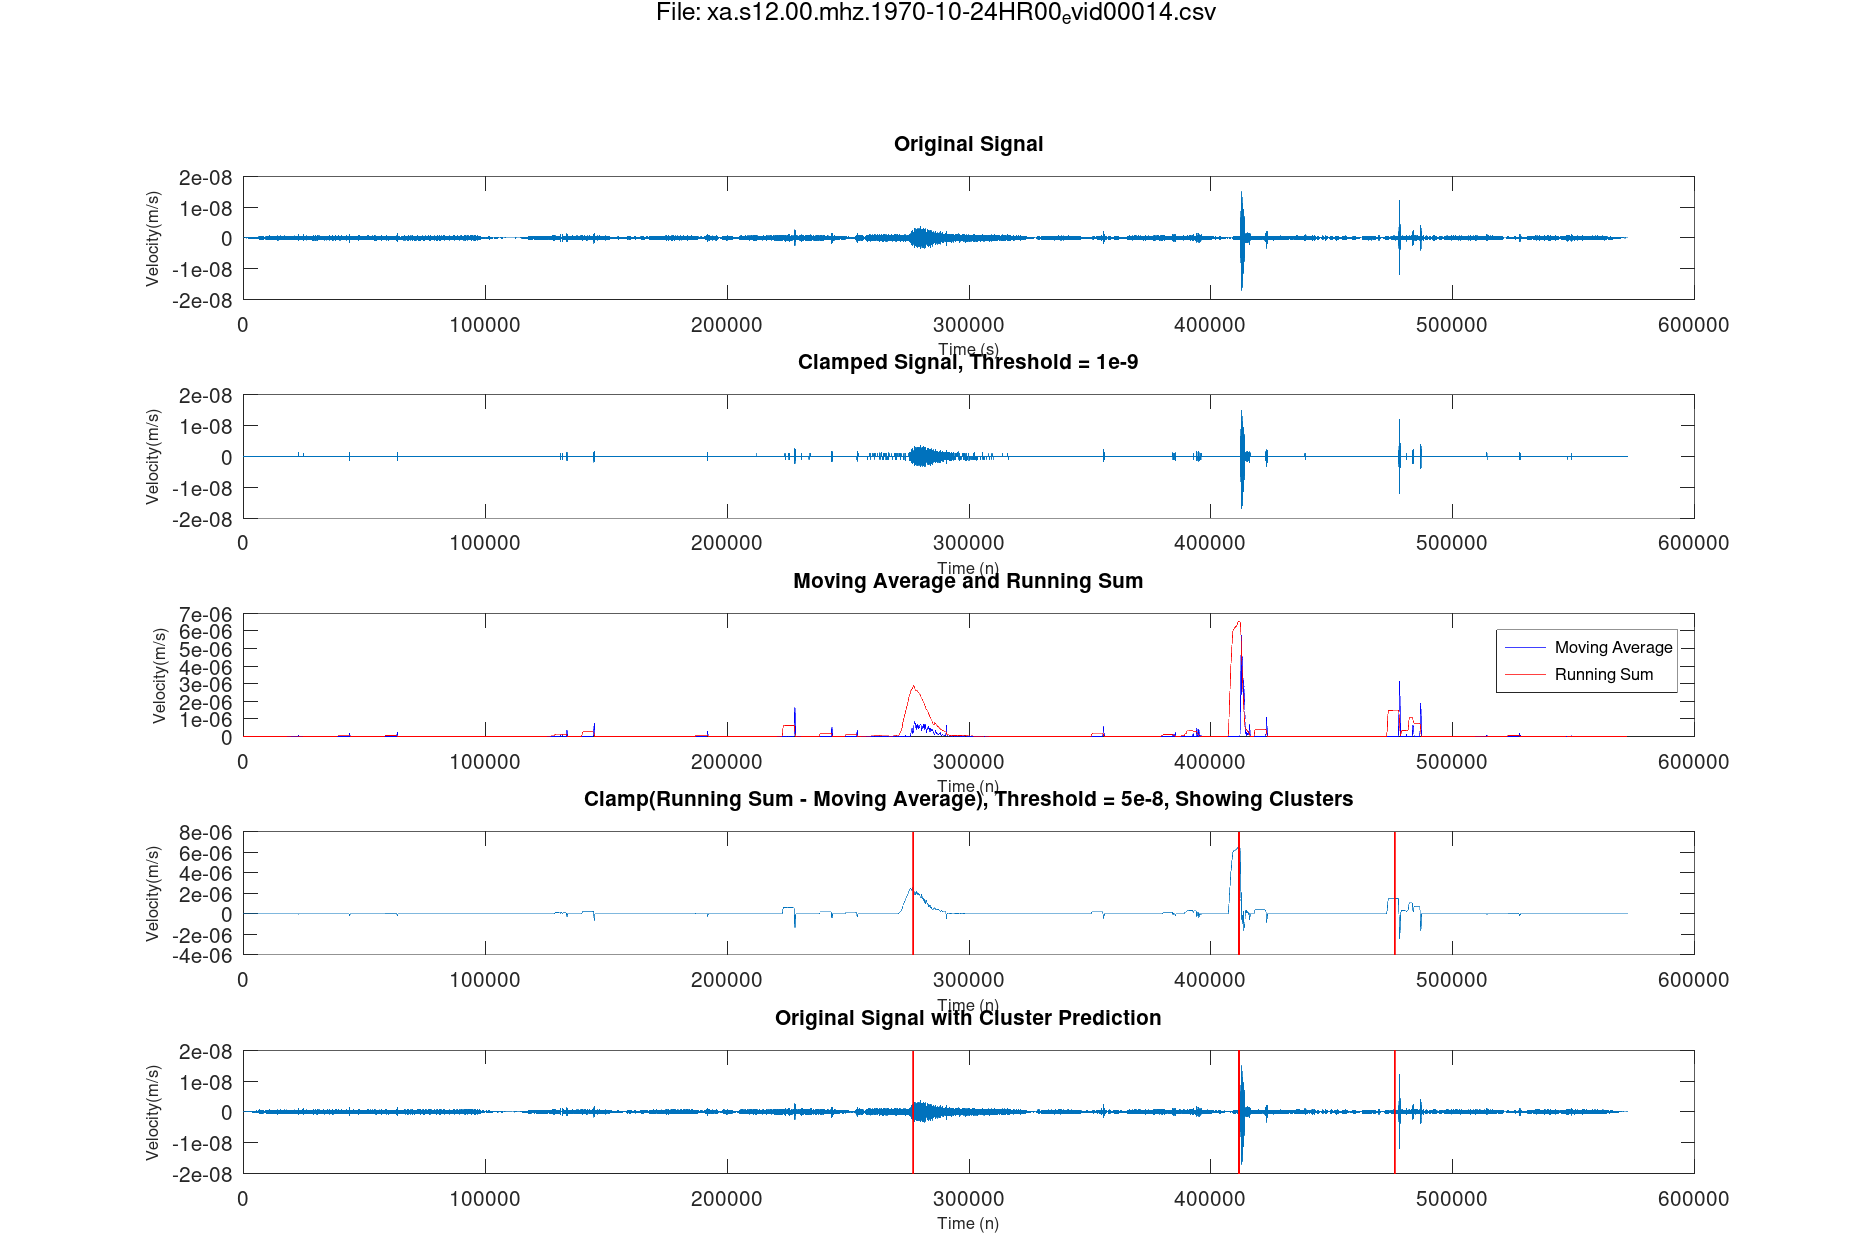 File: xa.s12.00.mhz.1970-10-24HR00evid00014.csv
Original Signal
2e-08
1e-08
0
-1e-08
-2e-08
Velocity(m/s)
0 100000 200000 300000 400000 500000 600000
Time (s)
Clamped Signal, Threshold = 1e-9
2e-08
1e-08
0
-1e-08
-2e-08
Velocity(m/s)
0 100000 200000 300000 400000 500000 600000
Time (n)
Moving Average and Running Sum
7e-06
6e-06
5e-06
4e-06
3e-06
2e-06
1e-06
0
Velocity(m/s)
Moving Average
Running Sum
0 100000 200000 300000 400000 500000 600000
Time (n)
Clamp(Running Sum - Moving Average), Threshold = 5e-8, Showing Clusters
8e-06
6e-06
4e-06
2e-06
0
-2e-06
-4e-06
Velocity(m/s)
0 100000 200000 300000 400000 500000 600000
Time (n)
Original Signal with Cluster Prediction
2e-08
1e-08
0
-1e-08
-2e-08
Velocity(m/s)
0 100000 200000 300000 400000 500000 600000
Time (n)